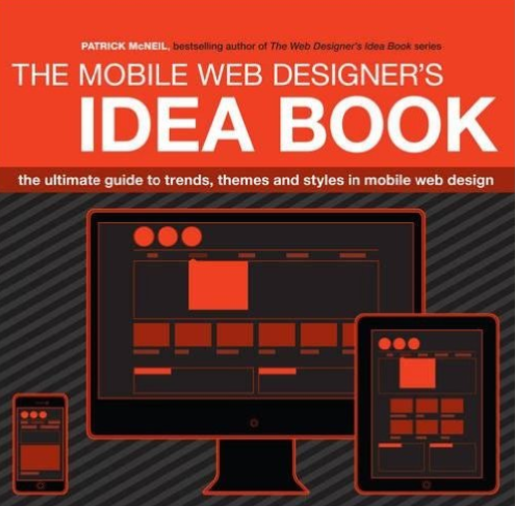 PATRICK McNEIL, bestselling author of The Web Designer's Idea Book series
THE MOBILE WEB DESIGNER'S
IDEA BOOK
the ultimate guide to trends, themes and styles in mobile web design